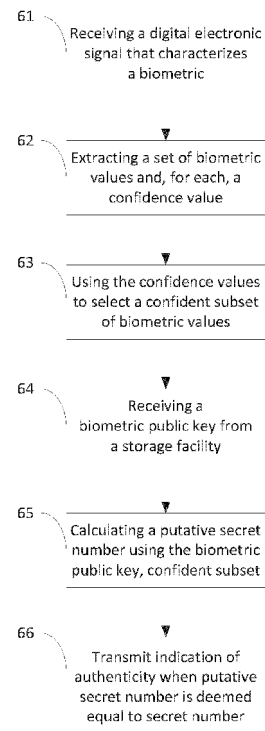 61
Receiving a digital electronic
signal that characterizes
a biometric
62
Extracting a set of biometric
values and, for each, a
confidence value
63
Using the confidence values
to select a confident subset
of biometric values
64
Receiving a
biometric public key from
a storage facility
65
Calculating a putative secret
number using the biometric
public key, confident subset
66
Transmit indication of
authenticity when putative
secret number is deemed
equal to secret number